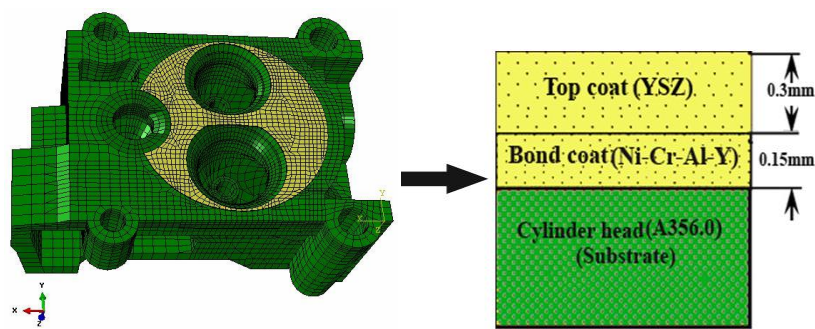 Top coat (YSZ)
0.3mm
Bond coat(Ni-Cr-Al-Y)
0.15mm
Cylinder head(A356.0)
(Substrate)
Y
X
Z
Y
X
Z